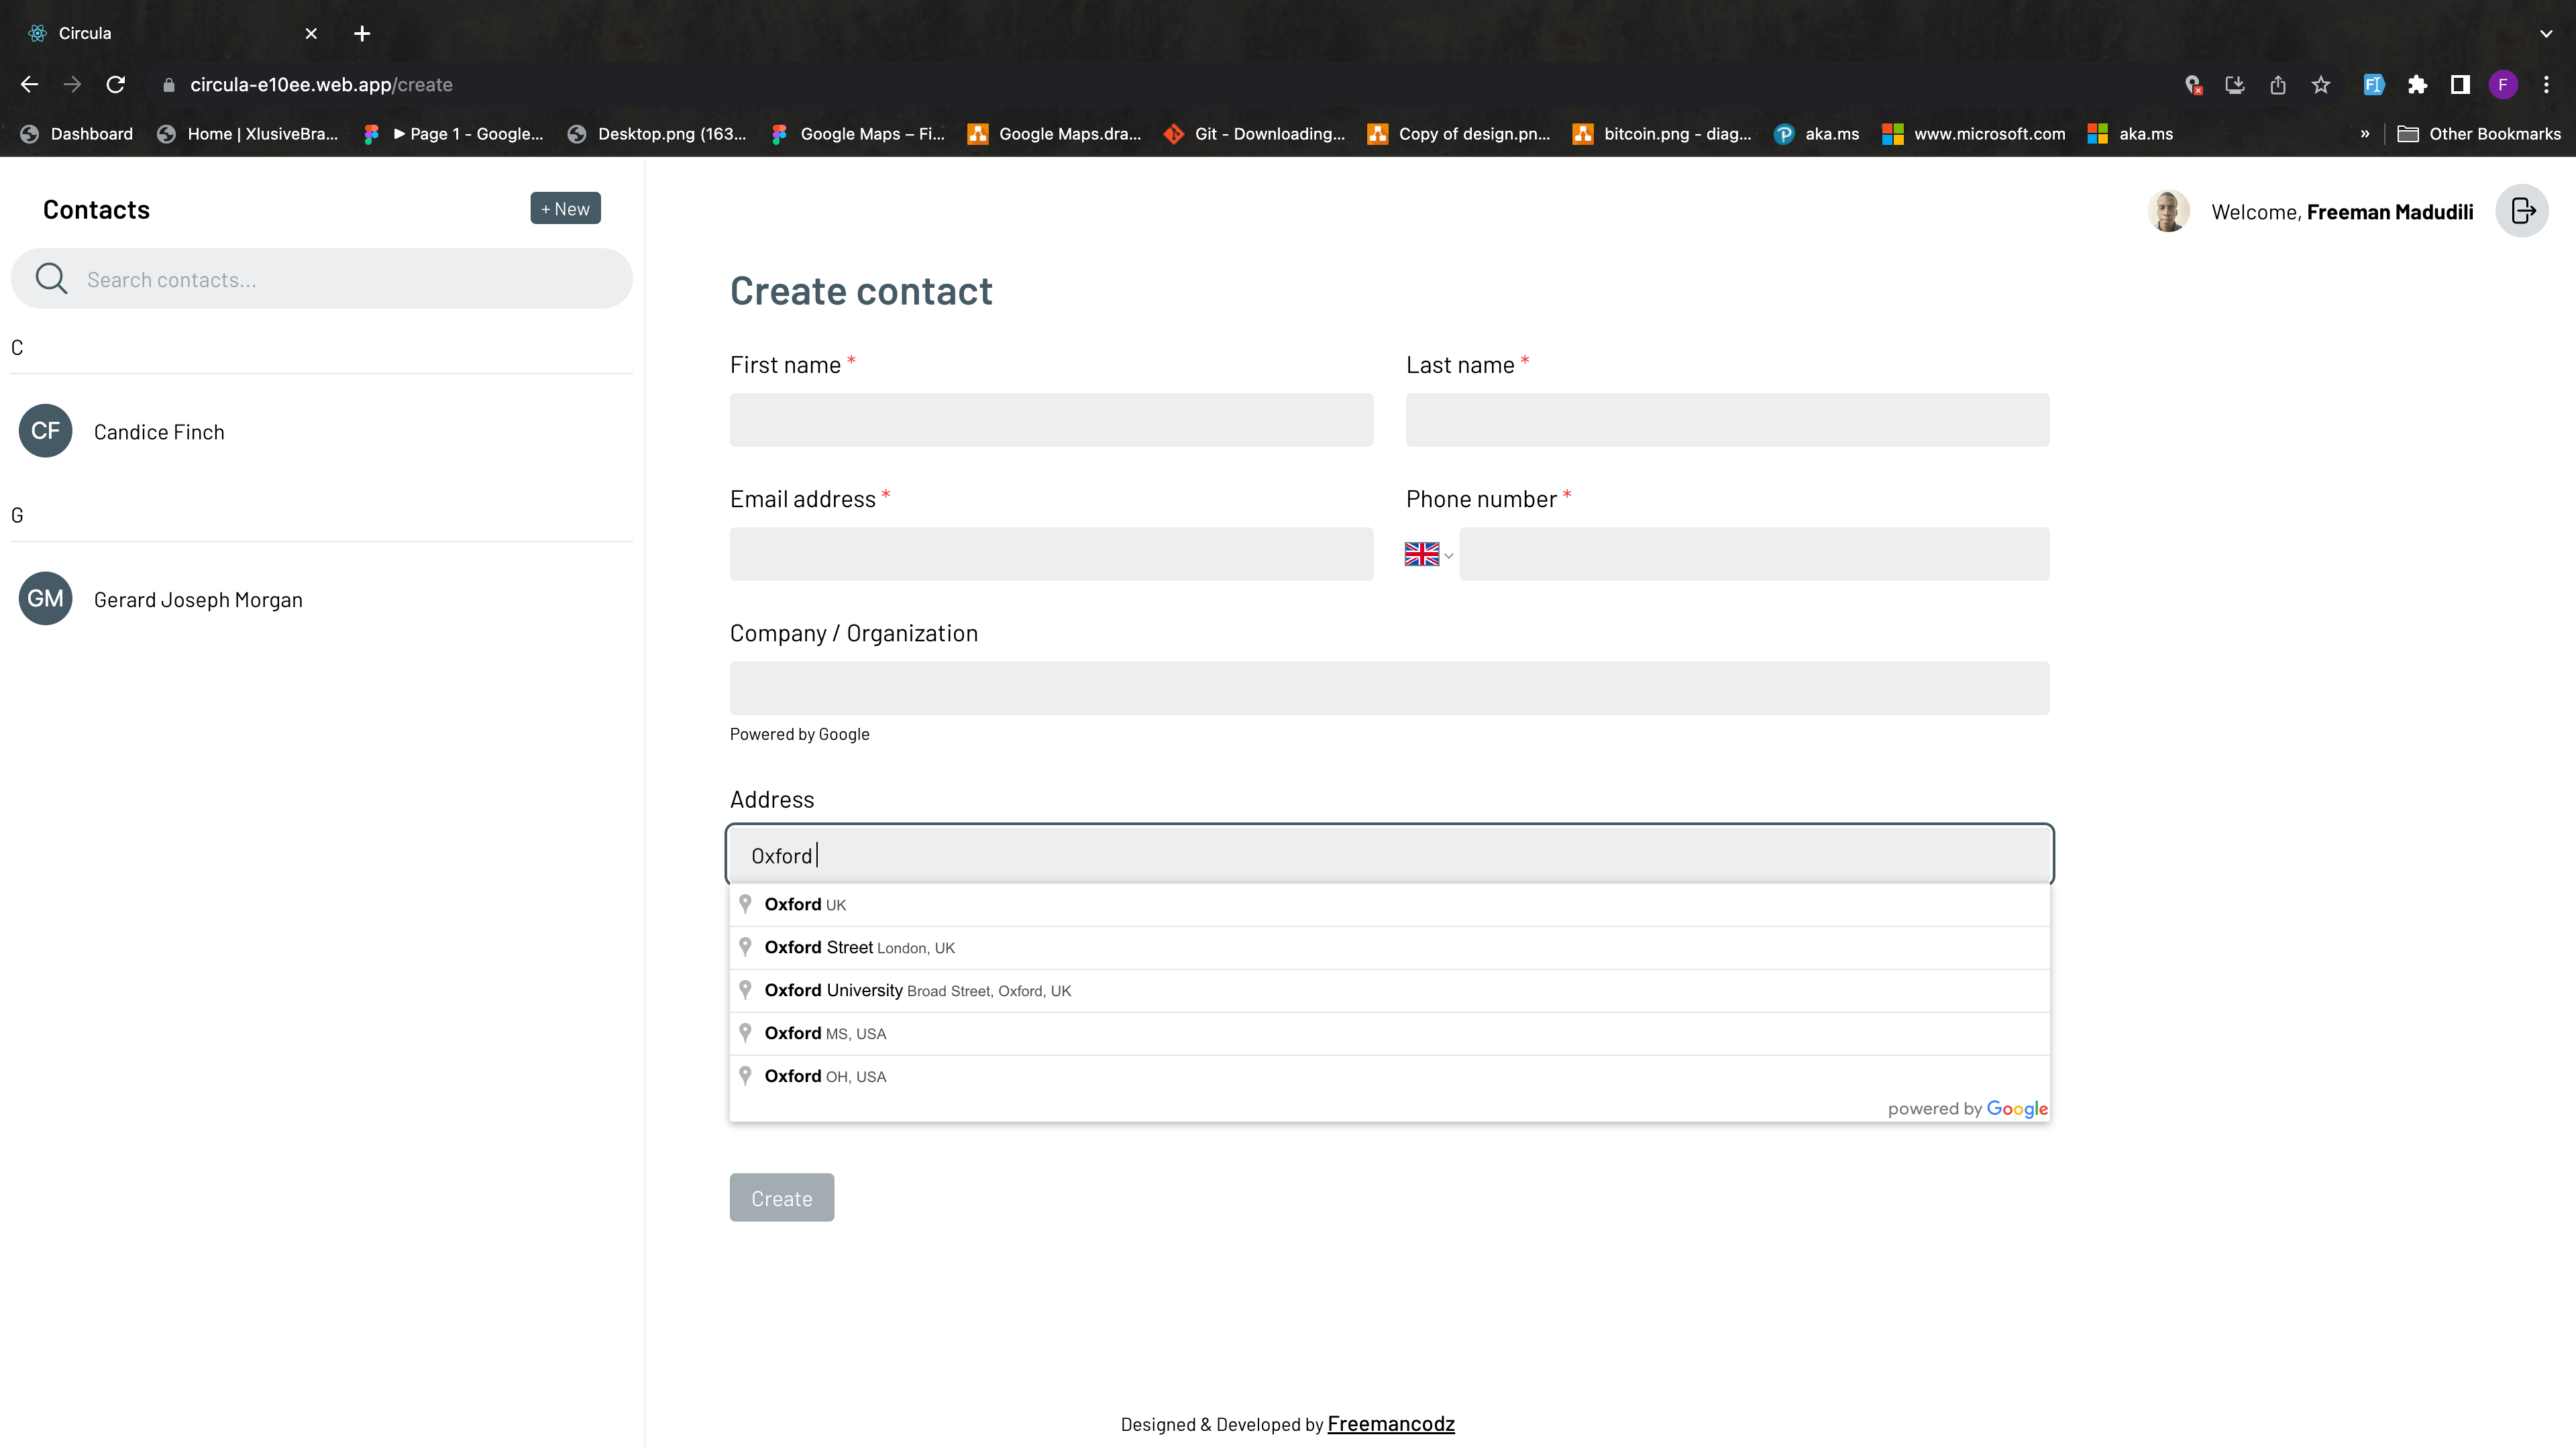 Circula
circula-e10ee.web.app/create
F
Dashboard
Home | XlusiveBra...
Page 1 - Google...
Desktop.png (163...
Google Maps – Fi...
Google Maps.dra...
Git - Downloading...
Copy of design.pn...
bitcoin.png - diag...
aka.ms
www.microsoft.com
aka.ms
»
Other Bookmarks
Contacts
+ New
Search contacts...
C
CF
Candice Finch
G
GM
Gerard Joseph Morgan
Welcome, Freeman Madudili
Create contact
First name *
Last name *
Email address *
Phone number *
Company / Organization
Powered by Google
Address
Oxford
Oxford UK
Oxford Street London, UK
Oxford University Broad Street, Oxford, UK
Oxford MS, USA
Oxford OH, USA
powered by Google
Create
Designed & Developed by Freemancodz